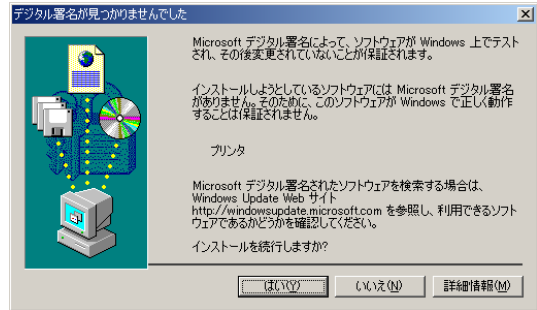 デジタル署名が見つかりませんでした
Microsoft デジタル署名によって、ソフトウェアが Windows 上でテスト
され、その後変更されていないことが保証されます。
インストールしようとしているソフトウェアには Microsoft デジタル署名
がありません。そのために、このソフトウェアが Windows で正しく動作
することは保証されません。
プリンタ
Microsoft デジタル署名されたソフトウェアを検索する場合は、
Windows Update Web サイト
http://windowsupdate.microsoft.com を参照し、利用できるソフト
ウェアであるかどうかを確認してください。
インストールを続行しますか?
はい(Y) いいえ(N) 詳細情報(M)